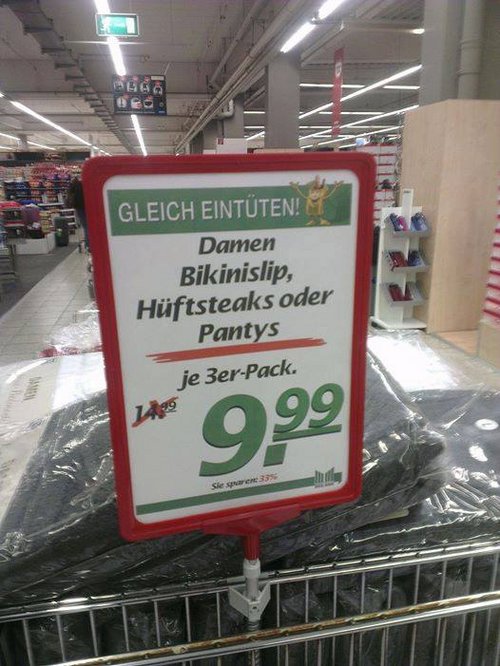 GLEICH EINTÜTEN!
Damen
Bikinislip,
Hüftsteaks oder
Pantys
je 3er-Pack.
14.99
9.99
Sie sparen: 33%